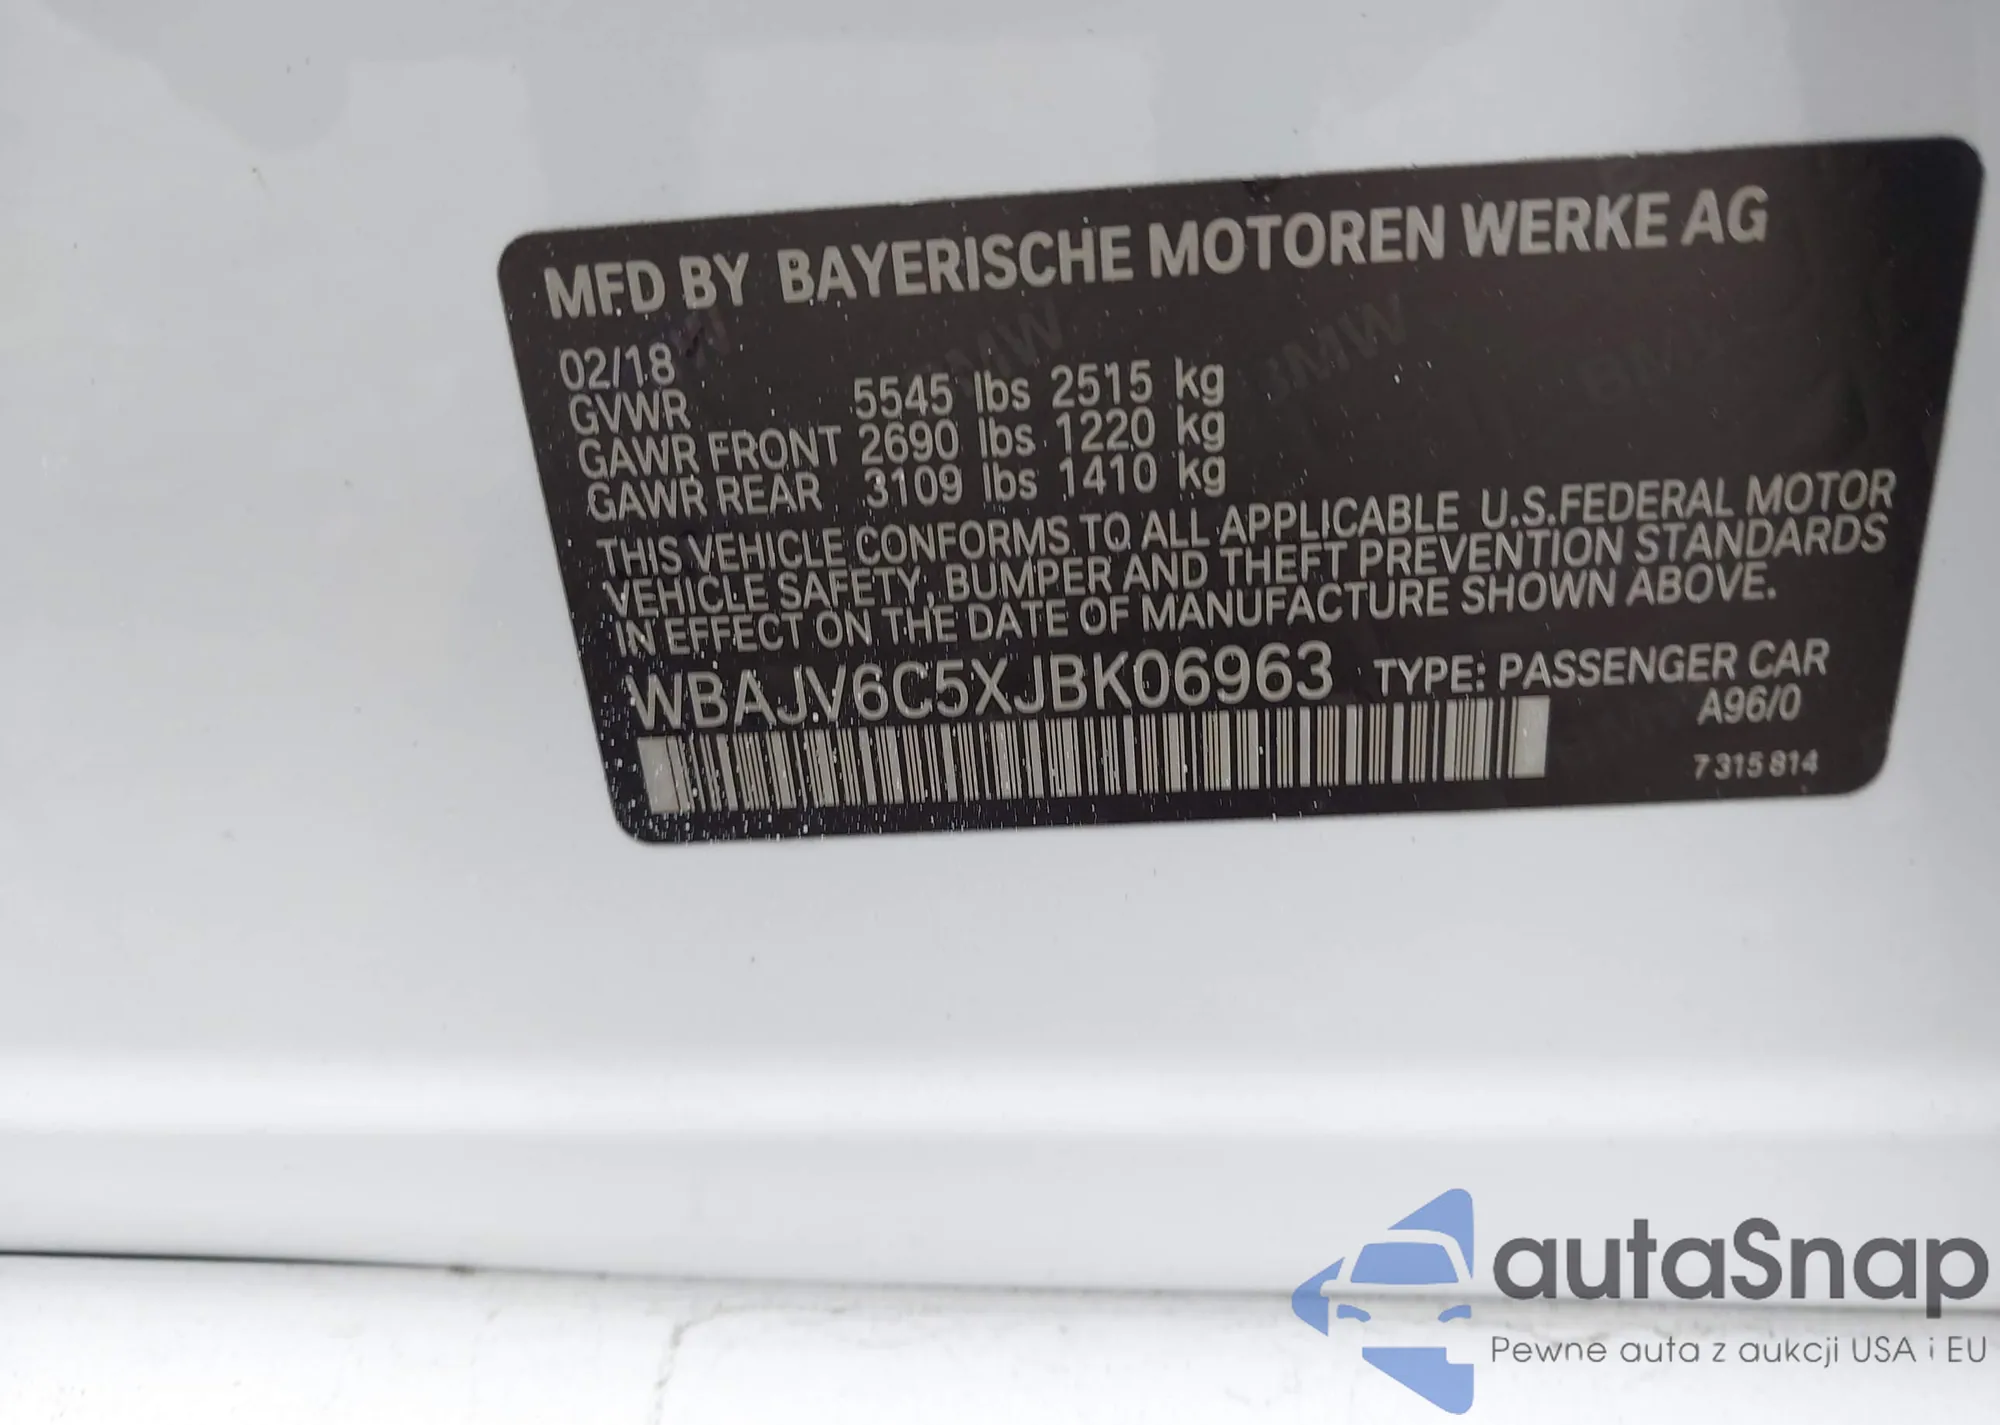 MFD BY BAYERISCHE MOTOREN WERKE AG
02/18
GVWR 5545 lbs 2515 kg
GAWR FRONT 2690 lbs 1220 kg
GAWR REAR 3109 lbs 1410 kg
THIS VEHICLE CONFORMS TO ALL APPLICABLE U.S.FEDERAL MOTOR
VEHICLE SAFETY, BUMPER AND THEFT PREVENTION STANDARDS
IN EFFECT ON THE DATE OF MANUFACTURE SHOWN ABOVE.
WBAJV6C5XJBK06963 TYPE: PASSENGER CAR
A96/0
7 315 814
autaSnap
Pewne auta z aukcji USA i EU